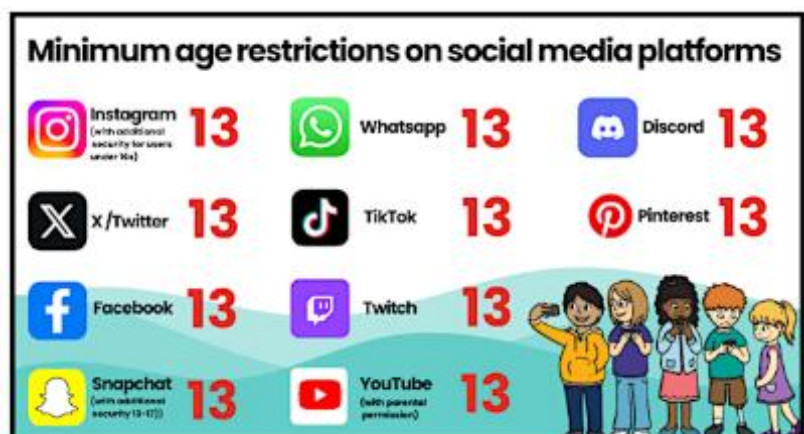 Minimum age restrictions on social media platforms
Instagram
(with additional
security for users
under 16s)
13
Whatsapp
13
Discord
13
X /Twitter
13
TikTok
13
Pinterest
13
Facebook
13
Twitch
13
Snapchat
(with additional
security 13-17))
13
YouTube
(with parental
permission)
13